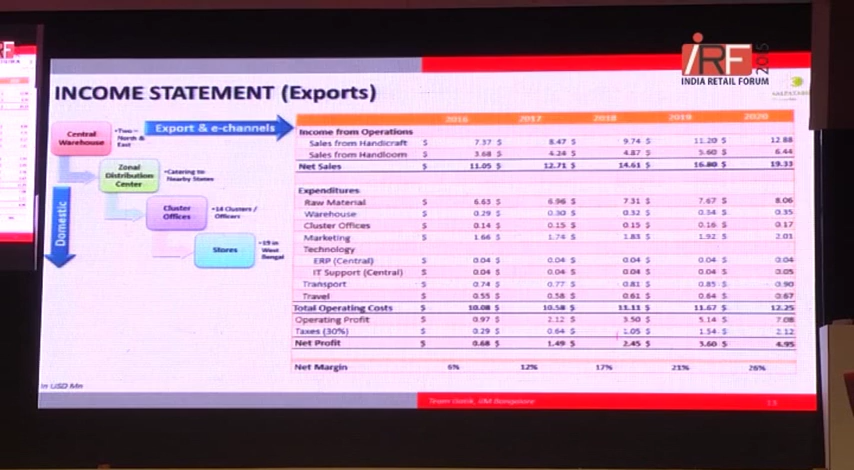 iRF
2015
INDIA RETAIL FORUM
INCOME STATEMENT (Exports)
Central Warehouse
•Two – North & East
Export & e-channels
Zonal Distribution Center
•Catering to Nearby States
Cluster Offices
•14 Clusters / Officers
Stores
•19 in West Bengal
Domestic
2016 2017 2018 2019 2020
Income from Operations
Sales from Handicraft $ 7.37 $ 8.47 $ 9.74 $ 11.20 $ 12.88
Sales from Handloom $ 3.68 $ 4.24 $ 4.87 $ 5.60 $ 6.44
Net Sales $ 11.05 $ 12.71 $ 14.61 $ 16.80 $ 19.33
Expenditures
Raw Material $ 6.63 $ 6.96 $ 7.31 $ 7.67 $ 8.06
Warehouse $ 0.29 $ 0.30 $ 0.32 $ 0.34 $ 0.35
Cluster Offices $ 0.14 $ 0.15 $ 0.15 $ 0.16 $ 0.17
Marketing $ 1.66 $ 1.74 $ 1.83 $ 1.92 $ 2.01
Technology
ERP (Central) $ 0.04 $ 0.04 $ 0.04 $ 0.04 $ 0.04
IT Support (Central) $ 0.04 $ 0.04 $ 0.04 $ 0.04 $ 0.05
Transport $ 0.74 $ 0.77 $ 0.81 $ 0.85 $ 0.90
Travel $ 0.55 $ 0.58 $ 0.61 $ 0.64 $ 0.67
Total Operating Costs $ 10.08 $ 10.58 $ 11.11 $ 11.67 $ 12.25
Operating Profit $ 0.97 $ 2.12 $ 3.50 $ 5.14 $ 7.08
Taxes (30%) $ 0.29 $ 0.64 $ 1.05 $ 1.54 $ 2.12
Net Profit $ 0.68 $ 1.49 $ 2.45 $ 3.60 $ 4.95
Net Margin 6% 12% 17% 21% 26%
In USD Mn
Team Batik, IIM Bangalore
13